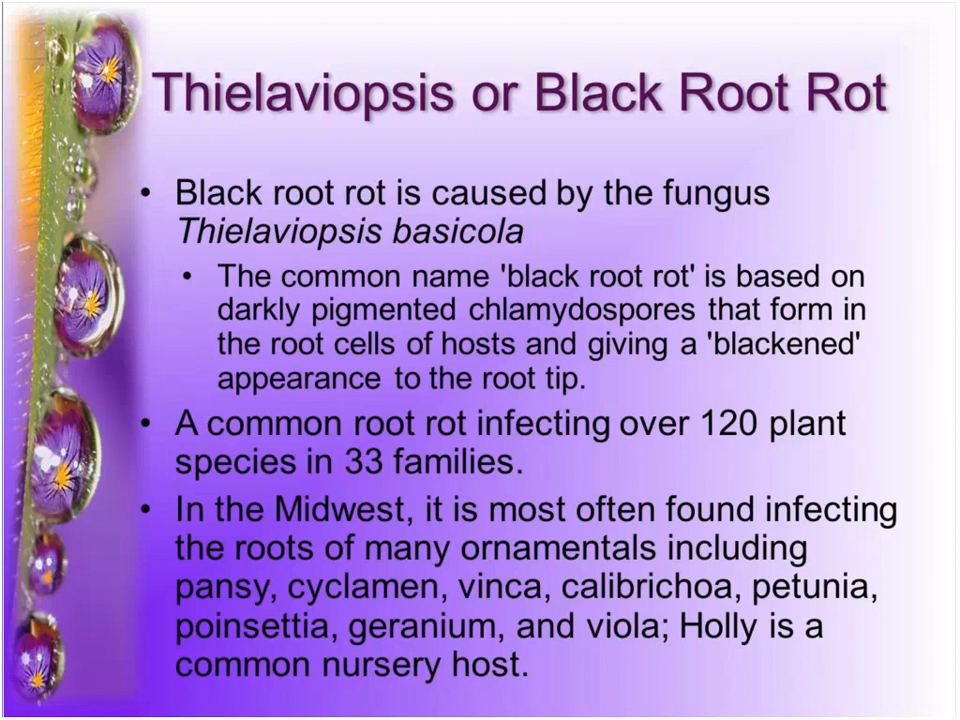 Thielaviopsis or Black Root Rot
• Black root rot is caused by the fungus
Thielaviopsis basicola
• The common name 'black root rot' is based on
darkly pigmented chlamydospores that form in
the root cells of hosts and giving a 'blackened'
appearance to the root tip.
• A common root rot infecting over 120 plant
species in 33 families.
• In the Midwest, it is most often found infecting
the roots of many ornamentals including
pansy, cyclamen, vinca, calibrichoa, petunia,
poinsettia, geranium, and viola; Holly is a
common nursery host.